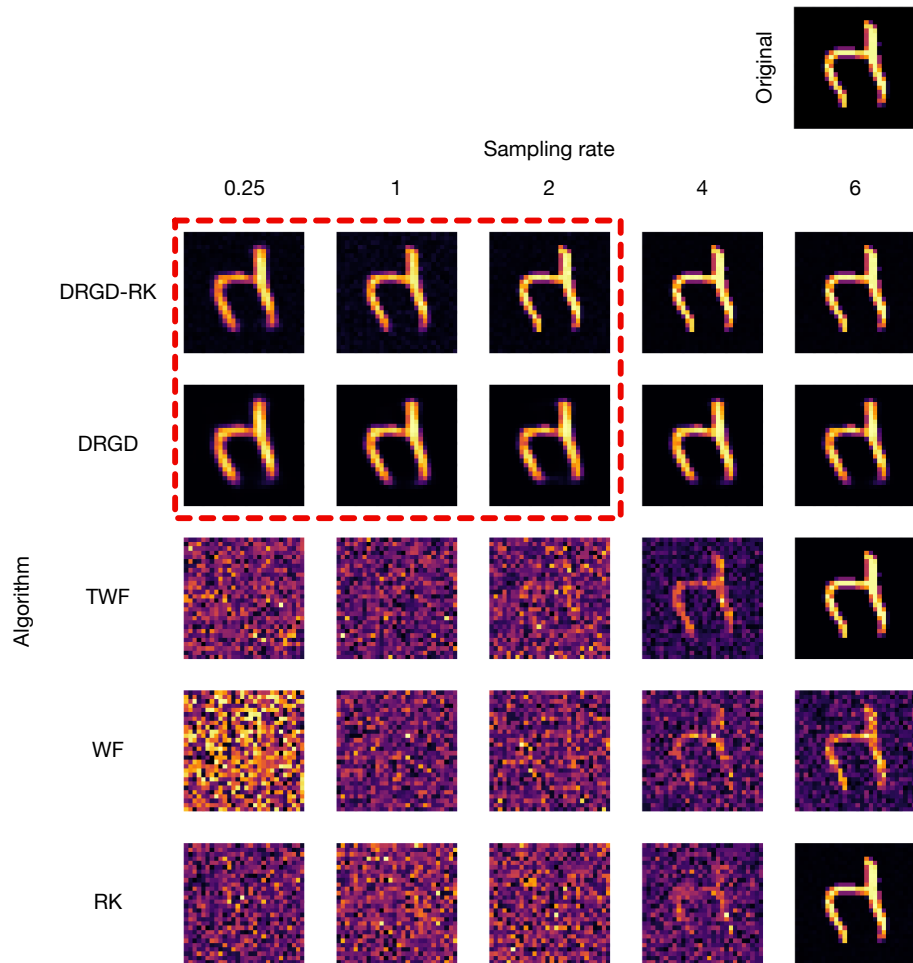 Original
Sampling rate
0.25 1 2 4 6
DRGD-RK
DRGD
TWF
Algorithm
WF
RK